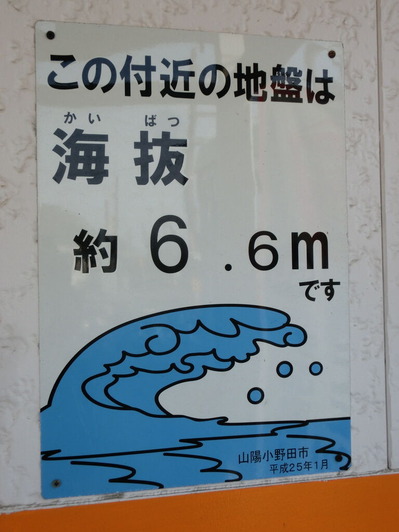 この付近の地盤は
かい ばつ
海抜
約6.6m
です
山陽小野田市
平成25年1月